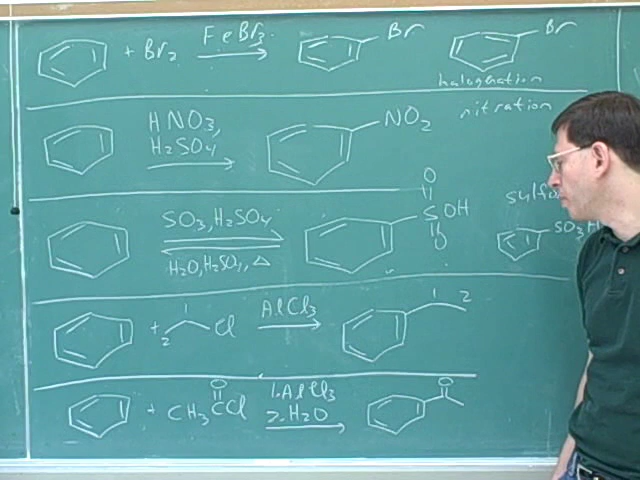 + Br2 FeBr3 Br Br
halogenation
HNO3, H2SO4 NO2 nitration
SO3, H2SO4 O S OH O SO3H
H2O, H2SO4, Δ
+ 1 2 Cl AlCl3 1 2
+ CH3CCl O 1. AlCl3 O
2. H2O